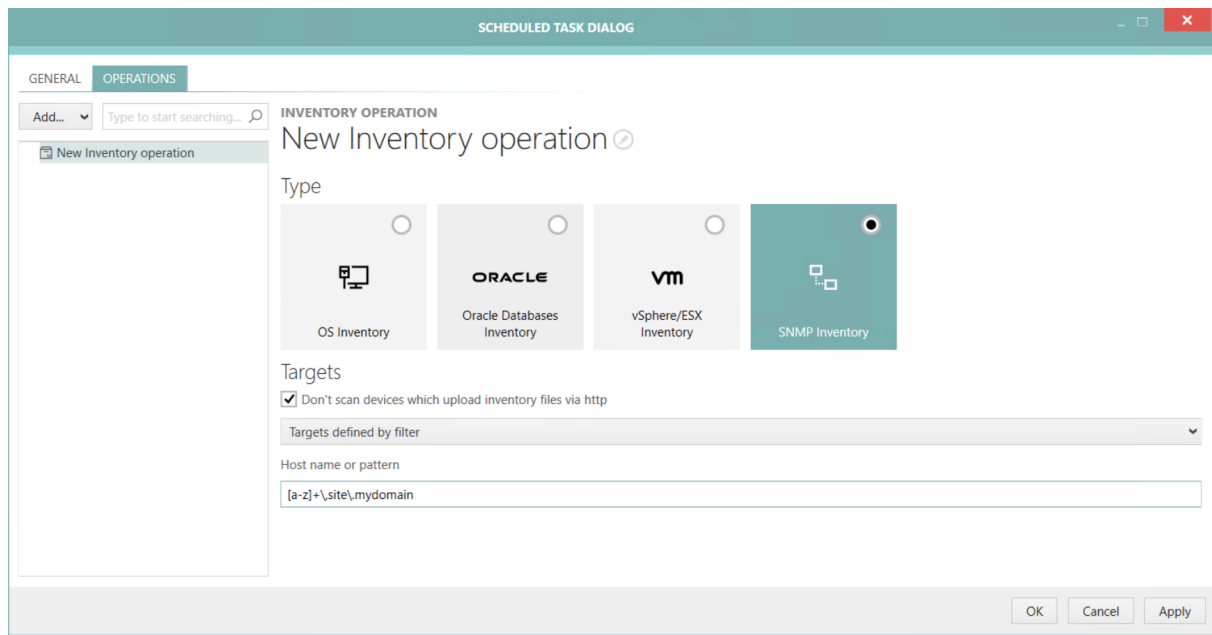 SCHEDULED TASK DIALOG
GENERAL OPERATIONS
Add... Type to start searching...
New Inventory operation
INVENTORY OPERATION
New Inventory operation
Type
OS Inventory
ORACLE
Oracle Databases
Inventory
vm
vSphere/ESX
Inventory
SNMP Inventory
Targets
Don't scan devices which upload inventory files via http
Targets defined by filter
Host name or pattern
[a-z]+\,site\.mydomain
OK Cancel Apply